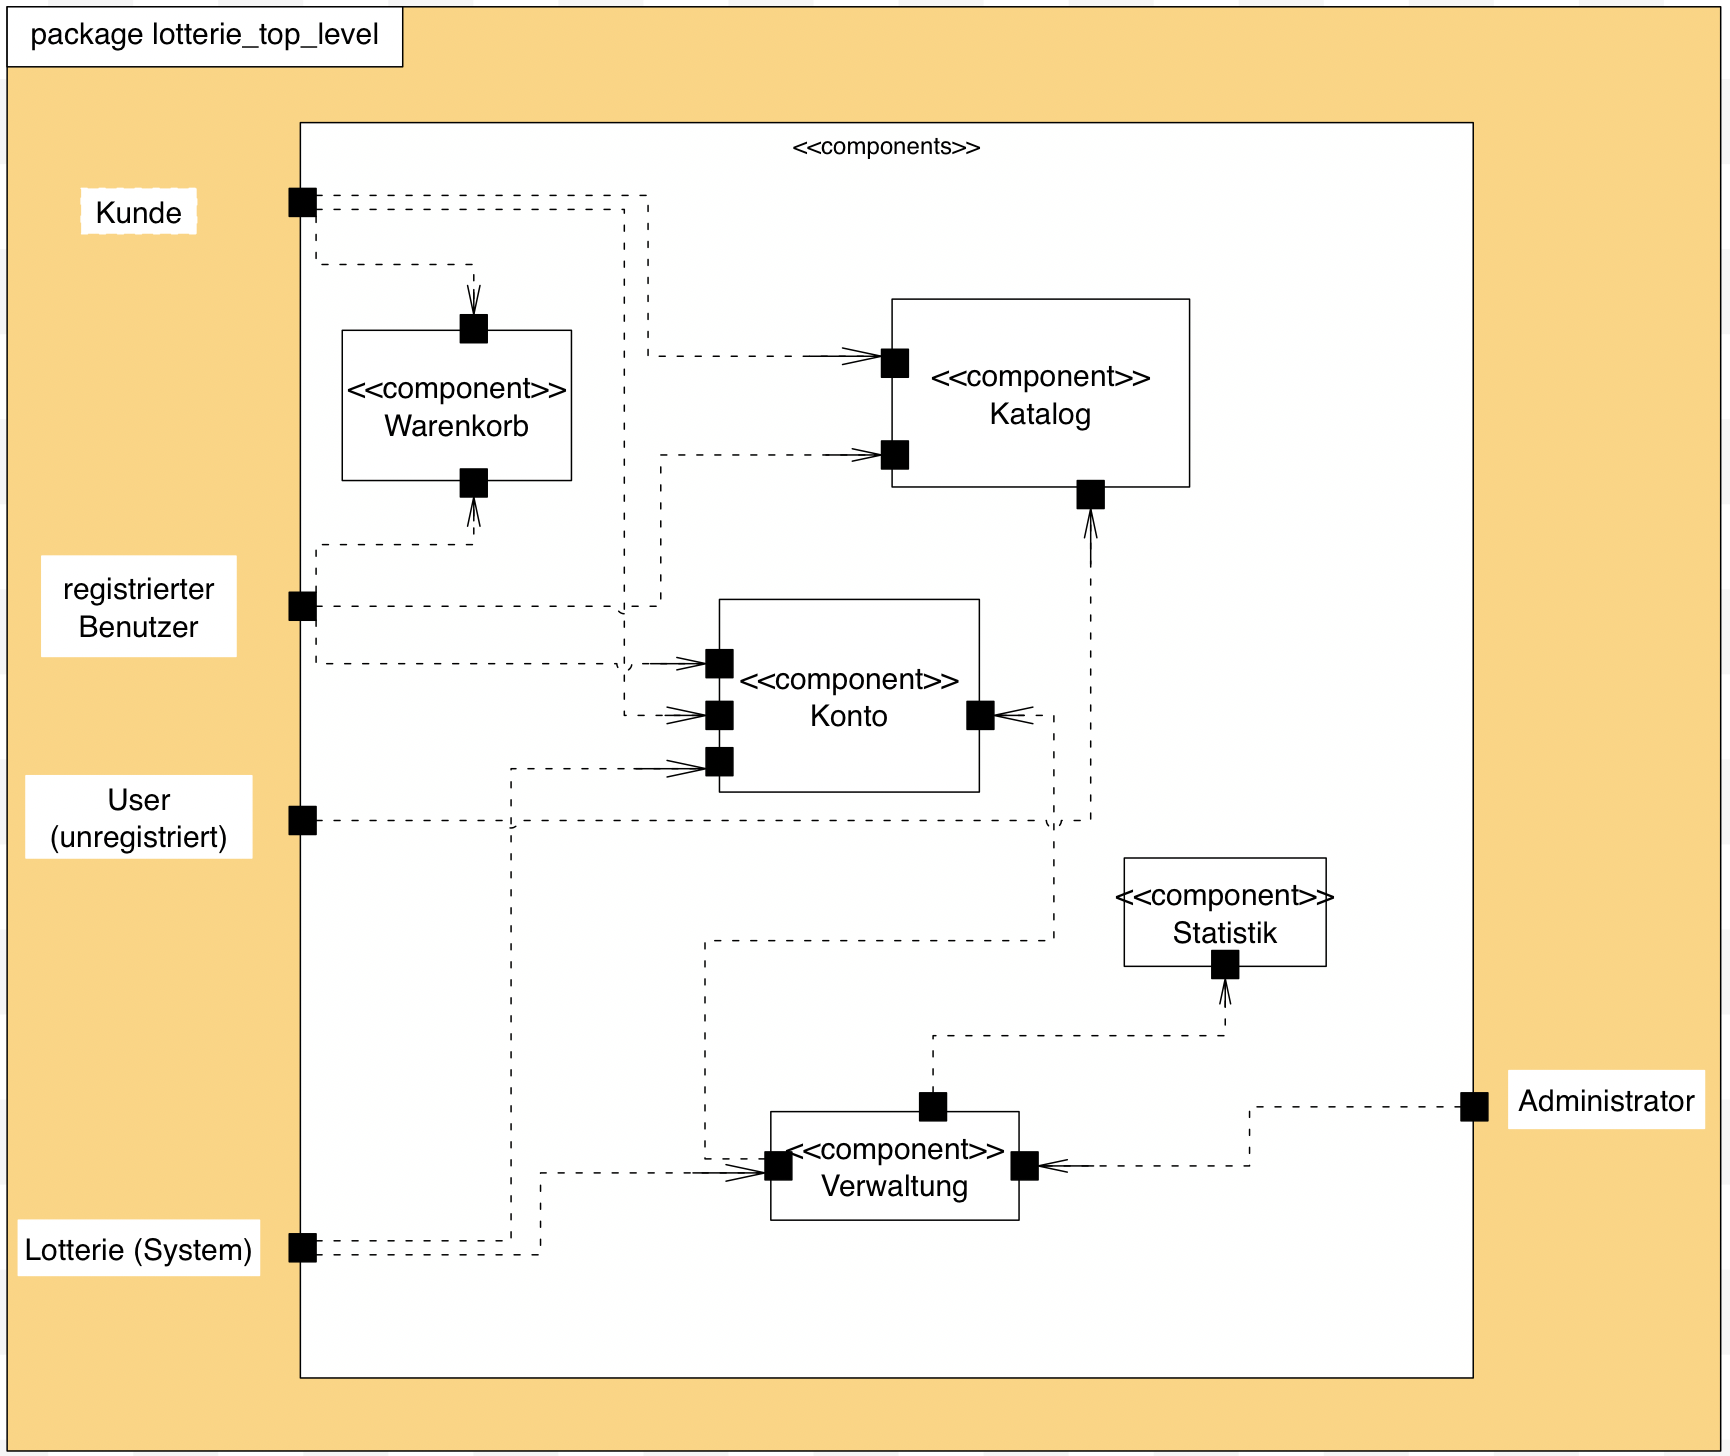 package lotterie_top_level
<<components>>
Kunde
<<component>>
Warenkorb
<<component>>
Katalog
registrierter
Benutzer
<<component>>
Konto
User
(unregistriert)
<<component>>
Statistik
Administrator
<<component>>
Verwaltung
Lotterie (System)